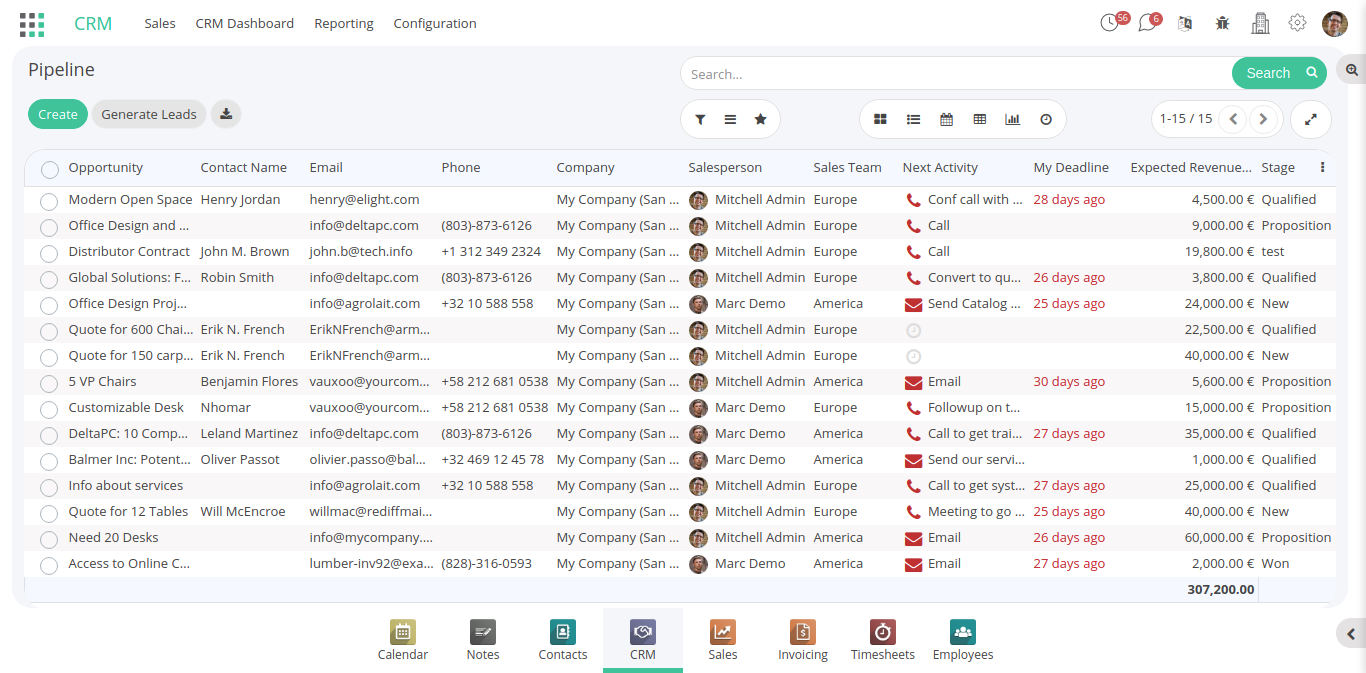 CRM Sales CRM Dashboard Reporting Configuration 56 6
Pipeline
Search... Search
Create Generate Leads 1-15 / 15
Opportunity Contact Name Email Phone Company Salesperson Sales Team Next Activity My Deadline Expected Revenue... Stage
Modern Open Space Henry Jordan henry@elight.com My Company (San ... Mitchell Admin Europe Conf call with ... 28 days ago 4,500.00 € Qualified
Office Design and ... info@deltapc.com (803)-873-6126 My Company (San ... Mitchell Admin Europe Call 9,000.00 € Proposition
Distributor Contract John M. Brown john.b@tech.info +1 312 349 2324 My Company (San ... Mitchell Admin Europe Call 19,800.00 € test
Global Solutions: F... Robin Smith info@deltapc.com (803)-873-6126 My Company (San ... Mitchell Admin Europe Convert to qu... 26 days ago 3,800.00 € Qualified
Office Design Proj... info@agrolait.com +32 10 588 558 My Company (San ... Marc Demo America Send Catalog ... 25 days ago 24,000.00 € New
Quote for 600 Chai... Erik N. French ErikNFrench@arm... My Company (San ... Mitchell Admin Europe 22,500.00 € Qualified
Quote for 150 carp... Erik N. French ErikNFrench@arm... My Company (San ... Mitchell Admin Europe 40,000.00 € New
5 VP Chairs Benjamin Flores vauxoo@yourcom... +58 212 681 0538 My Company (San ... Mitchell Admin America Email 30 days ago 5,600.00 € Proposition
Customizable Desk Nhomar vauxoo@yourcom... +58 212 681 0538 My Company (San ... Marc Demo Europe Followup on t... 15,000.00 € Proposition
DeltaPC: 10 Comp... Leland Martinez info@deltapc.com (803)-873-6126 My Company (San ... Marc Demo America Call to get trai... 27 days ago 35,000.00 € Qualified
Balmer Inc: Potent... Oliver Passot olivier.passo@bal... +32 469 12 45 78 My Company (San ... Marc Demo America Send our servi... 1,000.00 € Qualified
Info about services info@agrolait.com +32 10 588 558 My Company (San ... Mitchell Admin Europe Call to get syst... 27 days ago 25,000.00 € Qualified
Quote for 12 Tables Will McEncroe willmac@rediffmai... My Company (San ... Mitchell Admin Europe Meeting to go ... 25 days ago 40,000.00 € New
Need 20 Desks info@mycompany.... My Company (San ... Mitchell Admin America Email 26 days ago 60,000.00 € Proposition
Access to Online C... lumber-inv92@exa... (828)-316-0593 My Company (San ... Marc Demo America Email 27 days ago 2,000.00 € Won
307,200.00
Calendar Notes Contacts CRM Sales Invoicing Timesheets Employees